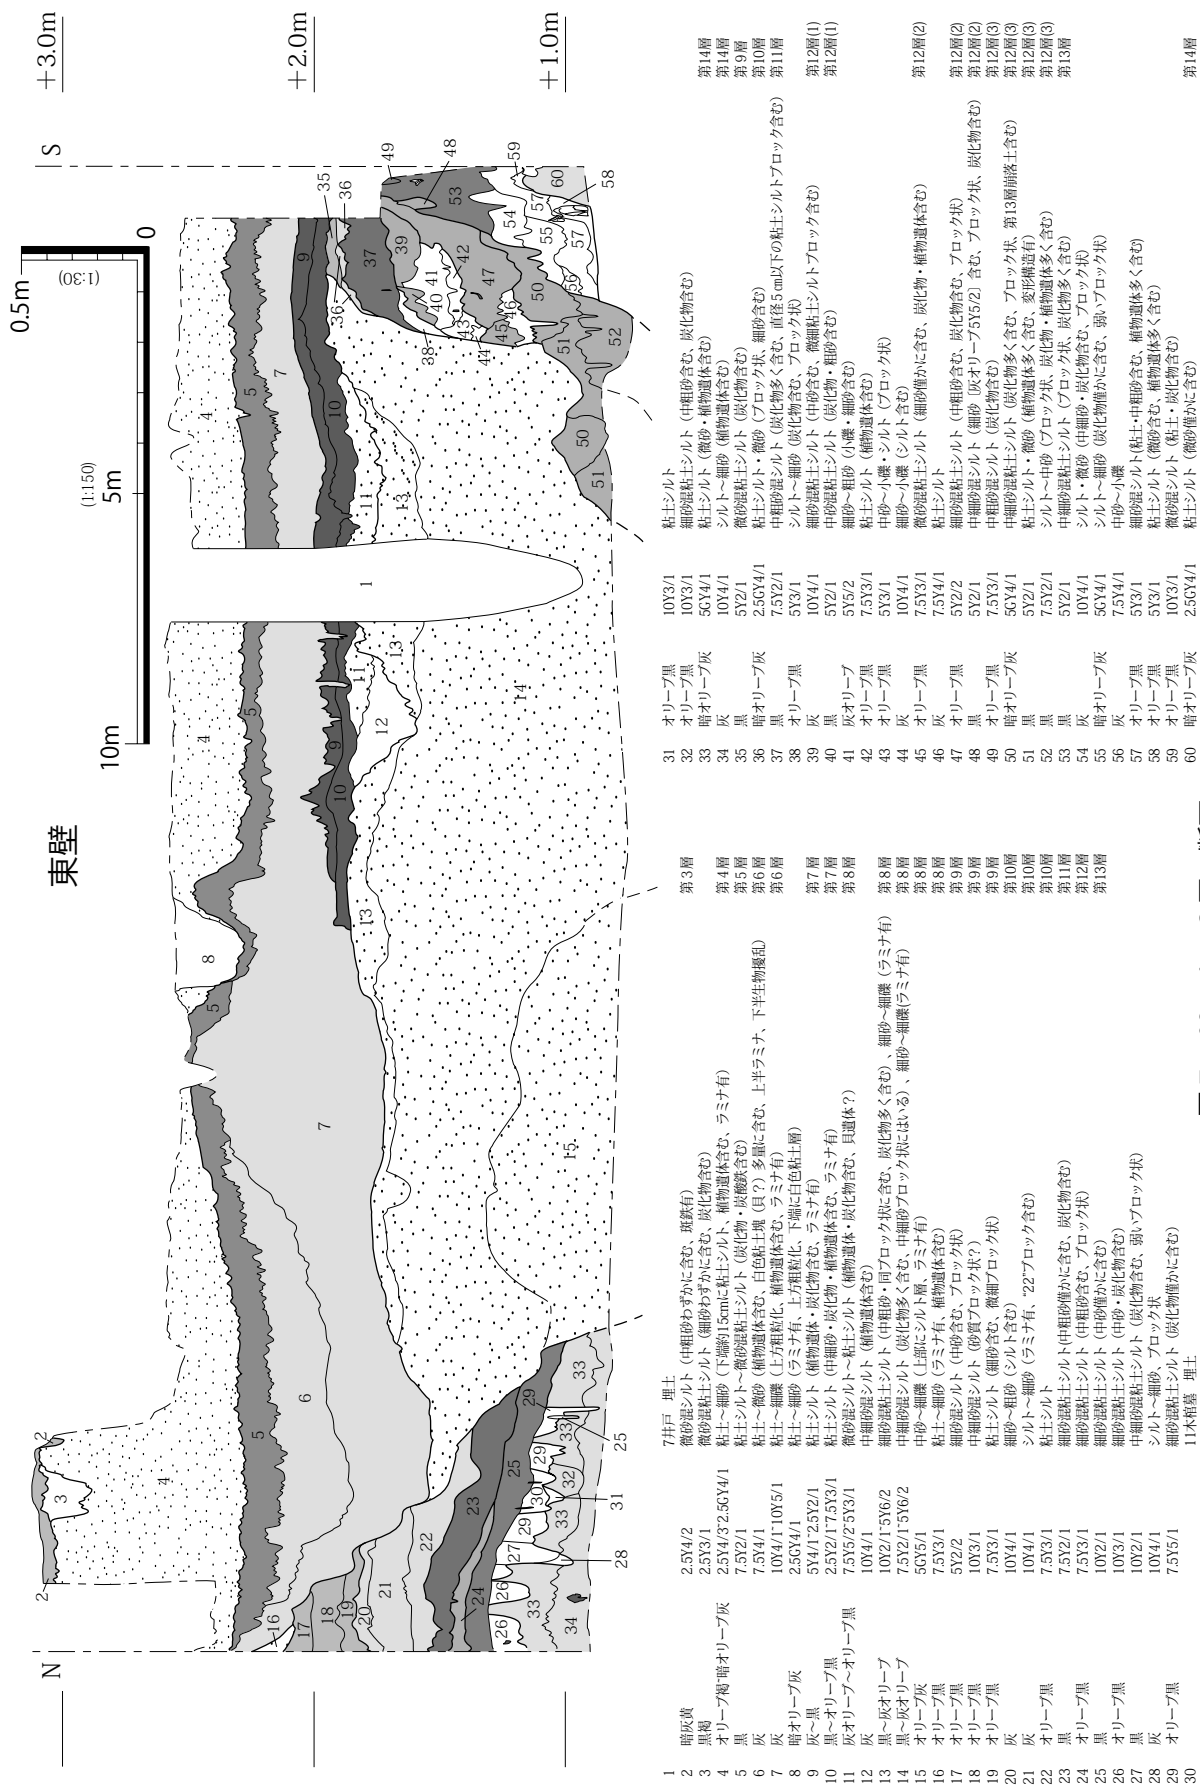 東壁
N
S
+3.0m
+2.0m
+1.0m
0.5m
(1:30)
0
(1:150)
5m
10m
1 7井戸 埋土
2 暗灰黄 2.5Y4/2 微砂混シルト（中粗砂わずかに含む、斑鉄有） 第3層
3 黒褐 2.5Y3/1 微砂混粘土シルト（細砂わずかに含む、炭化物含む）
4 オリーブ褐~暗オリーブ灰 2.5Y4/3~2.5GY4/1 粘土～細砂（下端約15cmに粘土シルト、植物遺体含む、ラミナ有） 第4層
5 黒 7.5Y2/1 粘土シルト～微砂混粘土シルト（炭化物・炭酸鉄含む） 第5層
6 灰 7.5Y4/1 粘土～微砂（植物遺体含む、白色粘土塊（貝？）多量に含む、上半ラミナ、下半生物擾乱） 第6層
7 灰 10Y4/1~10Y5/1 粘土～細礫（上方粗粒化、植物遺体含む、ラミナ有） 第6層
8 暗オリーブ灰 2.5GY4/1 粘土～細砂（ラミナ有、上方粗粒化、下端に白色粘土層）
9 灰～黒 5Y4/1~2.5Y2/1 粘土シルト（植物遺体・炭化物含む、ラミナ有） 第7層
10 黒～オリーブ黒 2.5Y2/1~7.5Y3/1 粘土シルト（中細砂・炭化物・植物遺体含む、ラミナ有） 第7層
11 灰オリーブ～オリーブ黒 7.5Y5/2~5Y3/1 微砂混シルト～粘土シルト（植物遺体・炭化物含む、貝遺体？） 第8層
12 灰 10Y4/1 中細砂混シルト（植物遺体含む）
13 黒～灰オリーブ 10Y2/1~5Y6/2 細砂混粘土シルト（中粗砂・同ブロック状に含む、炭化物多く含む）、細砂～細礫（ラミナ有） 第8層
14 黒～灰オリーブ 7.5Y2/1~5Y6/2 中細砂混シルト（炭化物多く含む、中細砂ブロック状にはいる）、細砂～細礫(ラミナ有) 第8層
15 オリーブ灰 5GY5/1 中砂～細礫（上部にシルト層、ラミナ有） 第8層
16 オリーブ黒 7.5Y3/1 粘土～細砂（ラミナ有、植物遺体含む） 第8層
17 オリーブ黒 5Y2/2 微砂混シルト（中砂含む、ブロック状） 第9層
18 オリーブ黒 10Y3/1 中細砂混シルト（砂質ブロック状？） 第9層
19 オリーブ黒 7.5Y3/1 粘土シルト（細砂含む、微細ブロック状） 第9層
20 灰 10Y4/1 細砂～粗砂（シルト含む） 第10層
21 灰 10Y4/1 シルト～細砂（ラミナ有、"22"ブロック含む） 第10層
22 オリーブ黒 7.5Y3/1 粘土シルト 第10層
23 黒 7.5Y2/1 細砂混粘土シルト(中粗砂僅かに含む、炭化物含む） 第11層
24 オリーブ黒 7.5Y3/1 細砂混粘土シルト（中粗砂含む、ブロック状） 第12層
25 黒 10Y2/1 細砂混粘土シルト（中砂僅かに含む） 第13層
26 オリーブ黒 10Y3/1 細砂混粘土シルト（中砂・炭化物含む）
27 黒 10Y2/1 中細砂混粘土シルト（炭化物含む、弱いブロック状）
28 灰 10Y4/1 シルト～細砂、ブロック状
29 オリーブ黒 7.5Y5/1 細砂混粘土シルト（炭化物僅かに含む）
30 11木棺墓 埋土
31 オリーブ黒 10Y3/1 粘土シルト
32 オリーブ黒 10Y3/1 細砂混粘土シルト（中粗砂含む、炭化物含む）
33 暗オリーブ灰 5GY4/1 粘土シルト（微砂・植物遺体含む） 第14層
34 灰 10Y4/1 シルト～細砂（植物遺体含む） 第14層
35 黒 5Y2/1 微砂混粘土シルト（炭化物含む） 第9層
36 暗オリーブ灰 2.5GY4/1 粘土シルト・微砂（ブロック状、細砂含む） 第10層
37 黒 7.5Y2/1 中粗砂混シルト（炭化物多く含む、直径5㎝以下の粘土シルトブロック含む） 第11層
38 オリーブ黒 5Y3/1 シルト～細砂（炭化物含む、ブロック状）
39 灰 10Y4/1 細砂混粘土シルト（中砂含む、微細粘土シルトブロック含む） 第12層(1)
40 黒 5Y2/1 中砂混粘土シルト（炭化物・粗砂含む） 第12層(1)
41 灰オリーブ 5Y5/2 細砂～粗砂（小礫・細砂含む）
42 オリーブ黒 7.5Y3/1 粘土シルト（植物遺体含む）
43 オリーブ黒 5Y3/1 中砂～小礫・シルト（ブロック状）
44 灰 10Y4/1 細砂～小礫（シルト含む）
45 オリーブ黒 7.5Y3/1 微砂混粘土シルト（細砂僅かに含む、炭化物・植物遺体含む） 第12層(2)
46 灰 7.5Y4/1 粘土シルト
47 オリーブ黒 5Y2/2 細砂混粘土シルト（中粗砂含む、炭化物含む、ブロック状） 第12層(2)
48 黒 5Y2/1 中細砂混シルト（細砂［灰オリーブ5Y5/2］含む、ブロック状、炭化物含む） 第12層(2)
49 オリーブ黒 7.5Y3/1 中粗砂混シルト（炭化物含む） 第12層(3)
50 暗オリーブ灰 5GY4/1 中細砂混粘土シルト（炭化物多く含む、ブロック状、第13層崩落土含む） 第12層(3)
51 黒 5Y2/1 粘土シルト・微砂（植物遺体多く含む、変形構造有） 第12層(3)
52 黒 7.5Y2/1 シルト～中砂（ブロック状、炭化物・植物遺体多く含む） 第12層(3)
53 黒 5Y2/1 中細砂混粘土シルト（ブロック状、炭化物多く含む） 第13層
54 灰 10Y4/1 シルト・微砂（中細砂・炭化物含む、ブロック状）
55 暗オリーブ灰 5GY4/1 シルト～細砂（炭化物僅かに含む、弱いブロック状）
56 灰 7.5Y4/1 中砂～小礫
57 オリーブ黒 5Y3/1 細砂混シルト(粘土・中粗砂含む、植物遺体多く含む）
58 オリーブ黒 5Y3/1 粘土シルト（微砂含む、植物遺体多く含む）
59 オリーブ黒 10Y3/1 微砂混シルト（粘土・炭化物含む）
60 暗オリーブ灰 2.5GY4/1 粘土シルト（微砂僅かに含む） 第14層